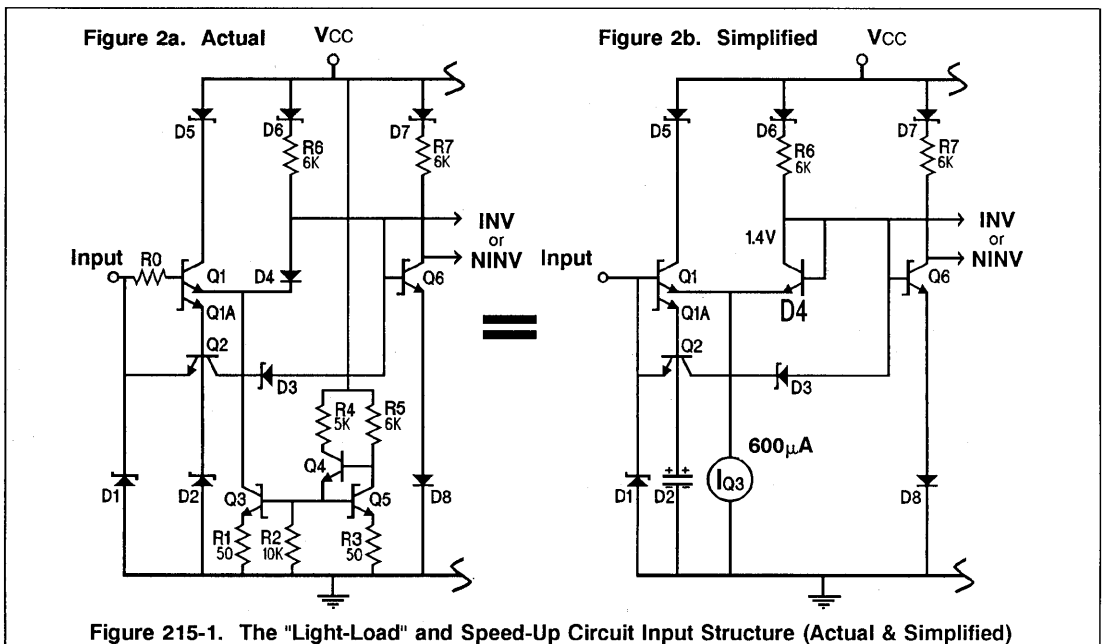 Figure 2a. Actual
VCC
Figure 2b. Simplified
VCC
D5
D6
D7
D5
D6
D7
R6
6K
R7
6K
R6
6K
R7
6K
INV
or
NINV
1.4V
INV
or
NINV
Input
R0
Q1
D4
Q6
Input
Q1
Q6
Q1A
Q1A
D4
Q2
Q2
D3
D3
R4
5K
R5
6K
600µA
Q4
D1
D2
Q3
Q5
D8
D1
D2
IQ3
D8
R1
50
R2
10K
R3
50
Figure 215-1. The "Light-Load" and Speed-Up Circuit Input Structure (Actual & Simplified)